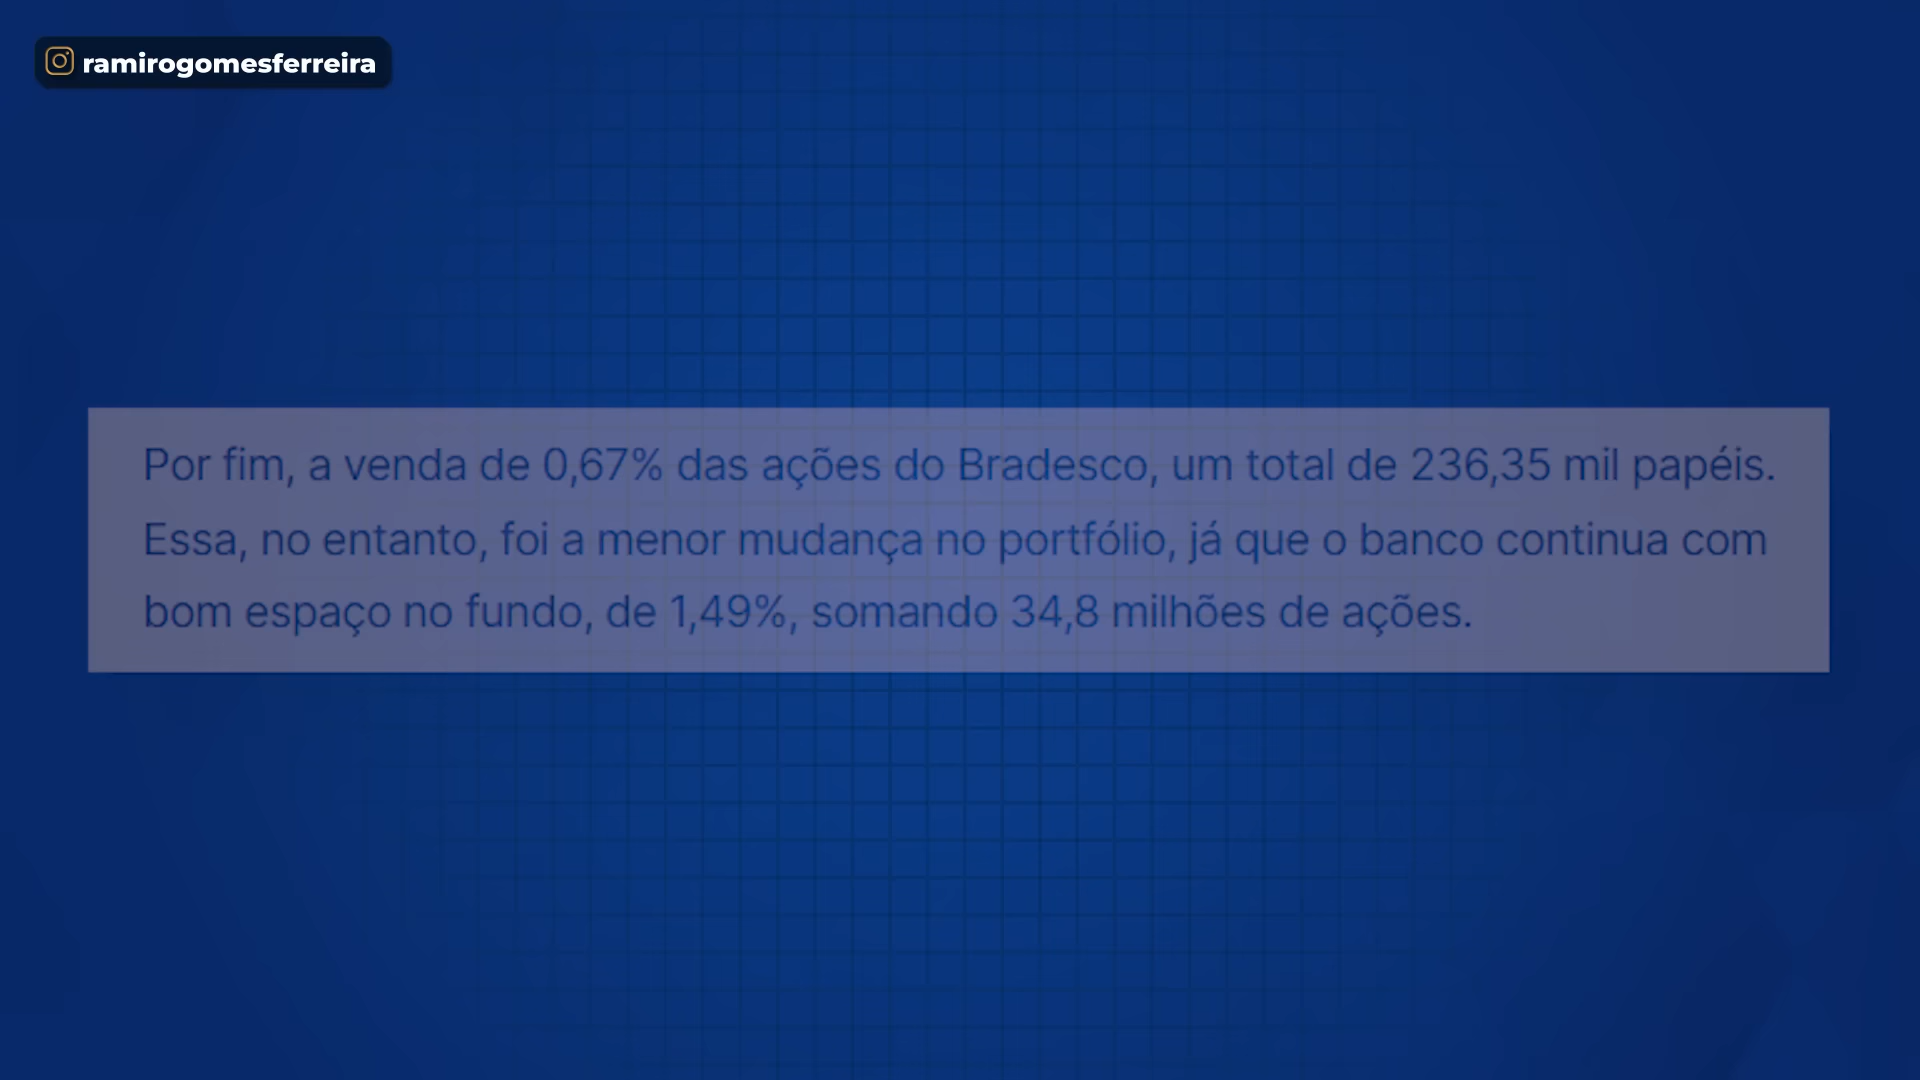 ramirogomesferreira
Por fim, a venda de 0,67% das ações do Bradesco, um total de 236,35 mil papéis.
Essa, no entanto, foi a menor mudança no portfólio, já que o banco continua com
bom espaço no fundo, de 1,49%, somando 34,8 milhões de ações.